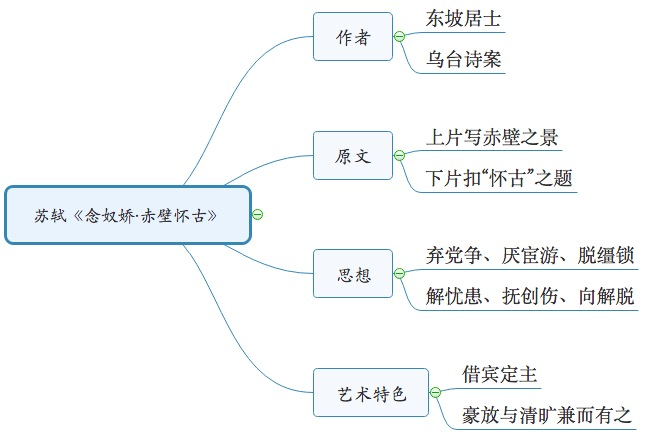 苏轼《念奴娇·赤壁怀古》
作者
东坡居士
乌台诗案
原文
上片写赤壁之景
下片扣“怀古”之题
思想
弃党争、厌宦游、脱缰锁
解忧患、抚创伤、向解脱
艺术特色
借宾定主
豪放与清旷兼而有之